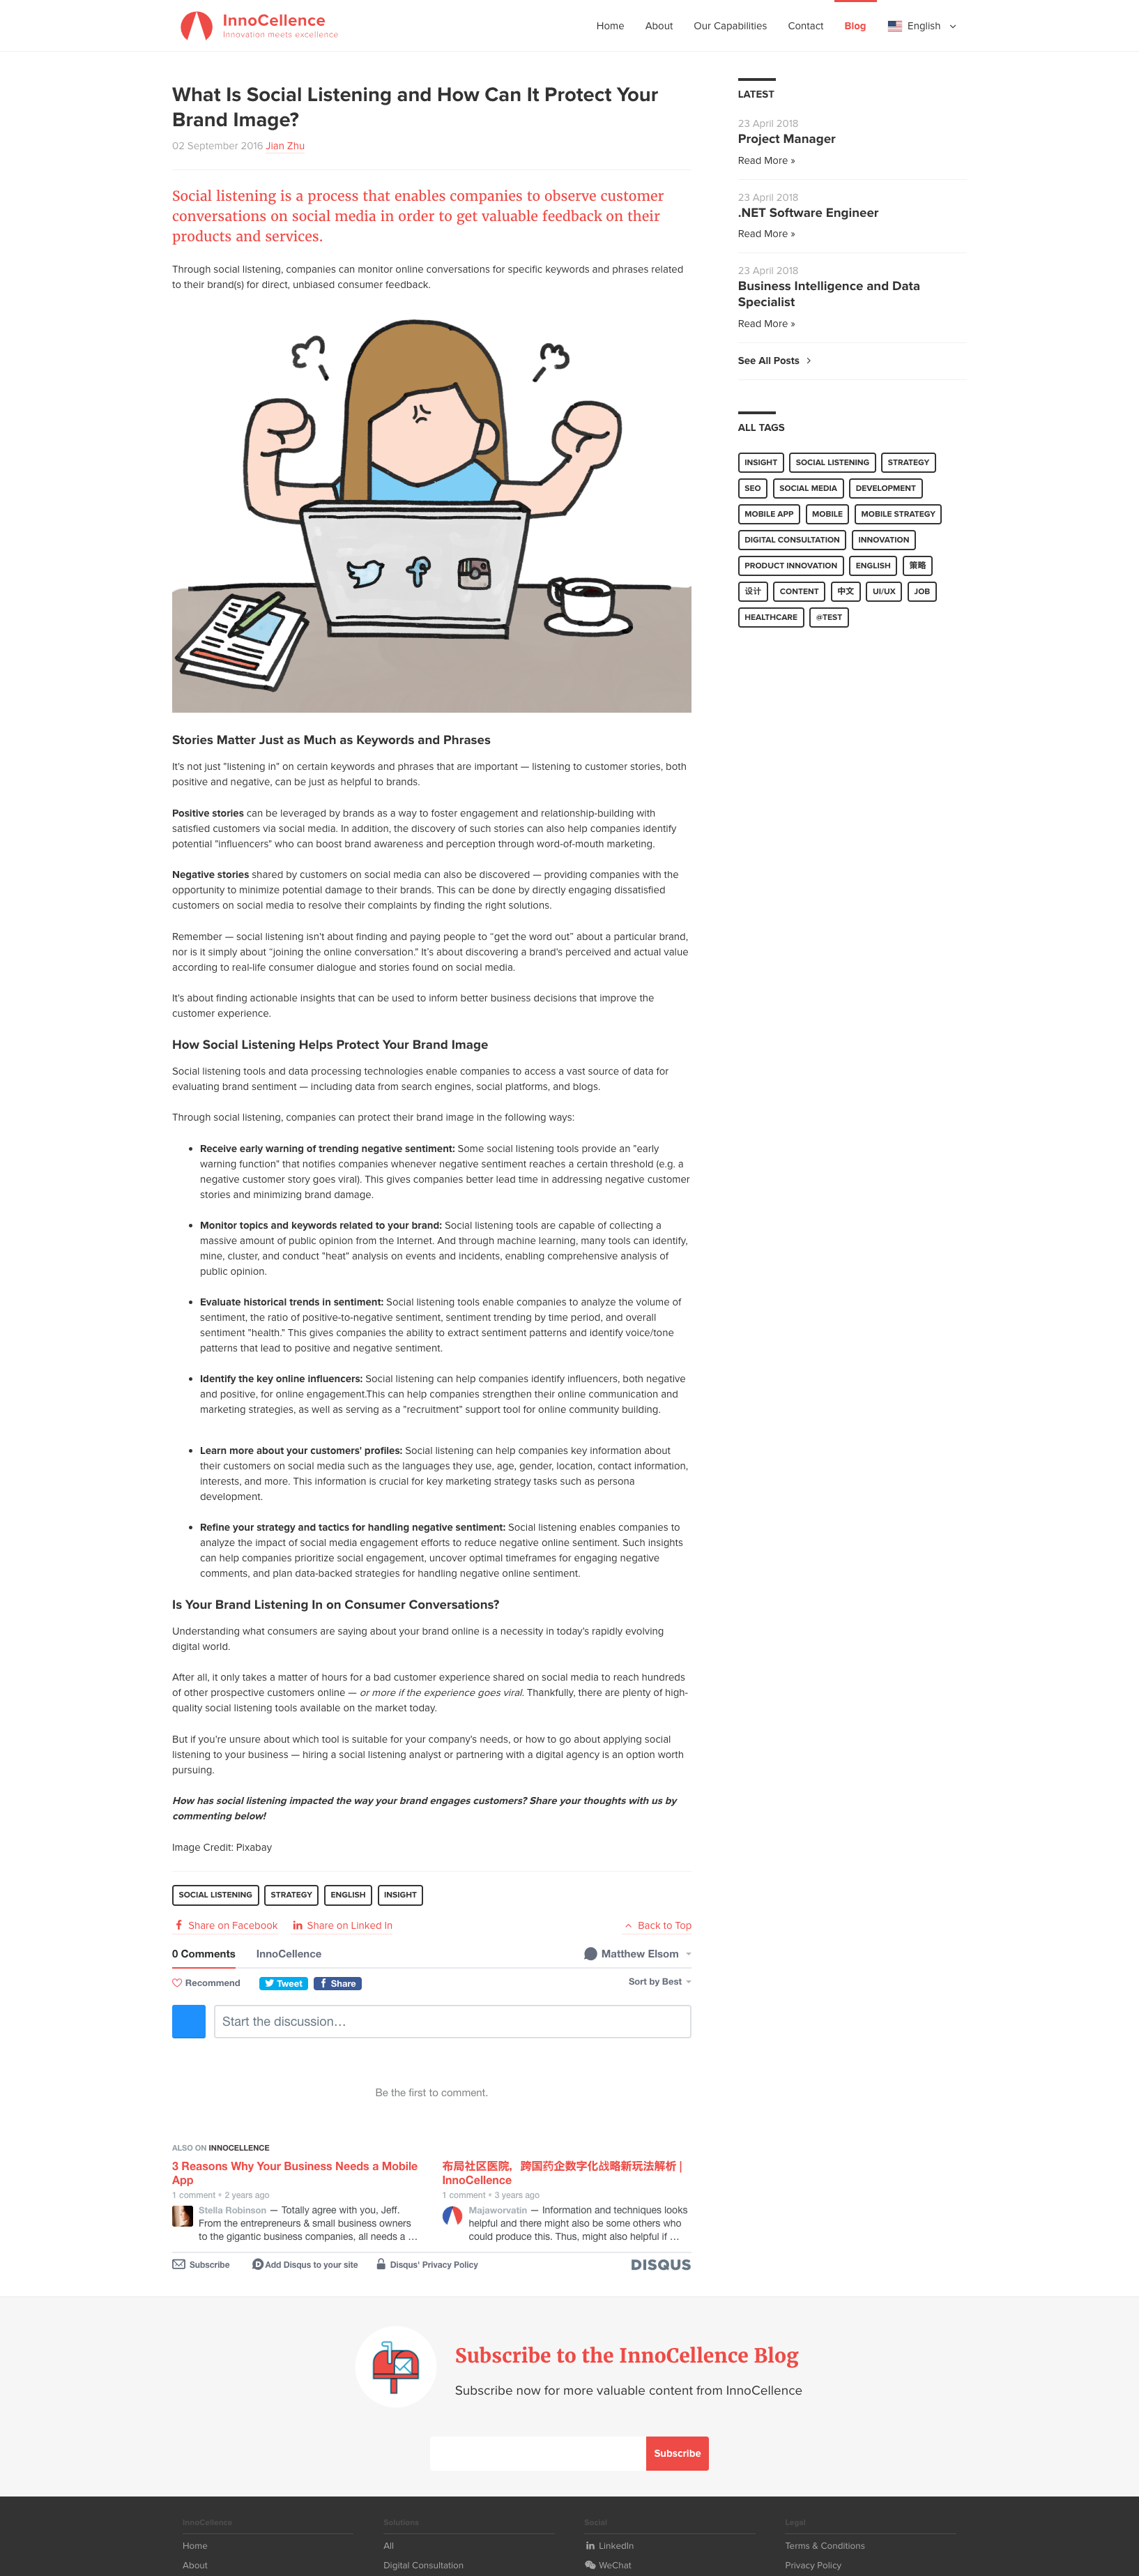 InnoCellence
Innovation meets excellence
Home
About
Our Capabilities
Contact
Blog
English
What Is Social Listening and How Can It Protect Your
Brand Image?
02 September 2016 Jian Zhu
Social listening is a process that enables companies to observe customer
conversations on social media in order to get valuable feedback on their
products and services.
Through social listening, companies can monitor online conversations for specific keywords and phrases related
to their brand(s) for direct, unbiased consumer feedback.
Stories Matter Just as Much as Keywords and Phrases
It's not just "listening in" on certain keywords and phrases that are important — listening to customer stories, both
positive and negative, can be just as helpful to brands.
Positive stories can be leveraged by brands as a way to foster engagement and relationship-building with
satisfied customers via social media. In addition, the discovery of such stories can also help companies identify
potential "influencers" who can boost brand awareness and perception through word-of-mouth marketing.
Negative stories shared by customers on social media can also be discovered — providing companies with the
opportunity to minimize potential damage to their brands. This can be done by directly engaging dissatisfied
customers on social media to resolve their complaints by finding the right solutions.
Remember — social listening isn't about finding and paying people to “get the word out” about a particular brand,
nor is it simply about “joining the online conversation.” It's about discovering a brand's perceived and actual value
according to real-life consumer dialogue and stories found on social media.
It's about finding actionable insights that can be used to inform better business decisions that improve the
customer experience.
How Social Listening Helps Protect Your Brand Image
Social listening tools and data processing technologies enable companies to access a vast source of data for
evaluating brand sentiment — including data from search engines, social platforms, and blogs.
Through social listening, companies can protect their brand image in the following ways:
• Receive early warning of trending negative sentiment: Some social listening tools provide an "early
warning function" that notifies companies whenever negative sentiment reaches a certain threshold (e.g. a
negative customer story goes viral). This gives companies better lead time in addressing negative customer
stories and minimizing brand damage.
• Monitor topics and keywords related to your brand: Social listening tools are capable of collecting a
massive amount of public opinion from the Internet. And through machine learning, many tools can identify,
mine, cluster, and conduct "heat" analysis on events and incidents, enabling comprehensive analysis of
public opinion.
• Evaluate historical trends in sentiment: Social listening tools enable companies to analyze the volume of
sentiment, the ratio of positive-to-negative sentiment, sentiment trending by time period, and overall
sentiment "health." This gives companies the ability to extract sentiment patterns and identify voice/tone
patterns that lead to positive and negative sentiment.
• Identify the key online influencers: Social listening can help companies identify influencers, both negative
and positive, for online engagement.This can help companies strengthen their online communication and
marketing strategies, as well as serving as a "recruitment" support tool for online community building.
• Learn more about your customers' profiles: Social listening can help companies key information about
their customers on social media such as the languages they use, age, gender, location, contact information,
interests, and more. This information is crucial for key marketing strategy tasks such as persona
development.
• Refine your strategy and tactics for handling negative sentiment: Social listening enables companies to
analyze the impact of social media engagement efforts to reduce negative online sentiment. Such insights
can help companies prioritize social engagement, uncover optimal timeframes for engaging negative
comments, and plan data-backed strategies for handling negative online sentiment.
Is Your Brand Listening In on Consumer Conversations?
Understanding what consumers are saying about your brand online is a necessity in today's rapidly evolving
digital world.
After all, it only takes a matter of hours for a bad customer experience shared on social media to reach hundreds
of other prospective customers online — or more if the experience goes viral. Thankfully, there are plenty of high-
quality social listening tools available on the market today.
But if you're unsure about which tool is suitable for your company's needs, or how to go about applying social
listening to your business — hiring a social listening analyst or partnering with a digital agency is an option worth
pursuing.
How has social listening impacted the way your brand engages customers? Share your thoughts with us by
commenting below!
Image Credit: Pixabay
SOCIAL LISTENING STRATEGY ENGLISH INSIGHT
Share on Facebook Share on Linked In Back to Top
0 Comments InnoCellence Matthew Elsom
Recommend Tweet Share Sort by Best
Start the discussion…
Be the first to comment.
ALSO ON INNOCELLENCE
3 Reasons Why Your Business Needs a Mobile
App
1 comment • 2 years ago
Stella Robinson — Totally agree with you, Jeff.
From the entrepreneurs & small business owners
to the gigantic business companies, all needs a …
布局社区医院，跨国药企数字化战略新玩法解析 |
InnoCellence
1 comment • 3 years ago
Majaworvatin — Information and techniques looks
helpful and there might also be some others who
could produce this. Thus, might also helpful if …
Subscribe Add Disqus to your site Disqus' Privacy Policy DISQUS
LATEST
23 April 2018
Project Manager
Read More »
23 April 2018
.NET Software Engineer
Read More »
23 April 2018
Business Intelligence and Data
Specialist
Read More »
See All Posts
ALL TAGS
INSIGHT SOCIAL LISTENING STRATEGY
SEO SOCIAL MEDIA DEVELOPMENT
MOBILE APP MOBILE MOBILE STRATEGY
DIGITAL CONSULTATION INNOVATION
PRODUCT INNOVATION ENGLISH 策略
设计 CONTENT 中文 UI/UX JOB
HEALTHCARE @TEST
Subscribe to the InnoCellence Blog
Subscribe now for more valuable content from InnoCellence
Subscribe
InnoCellence Solutions Social Legal
Home All LinkedIn Terms & Conditions
About Digital Consultation WeChat Privacy Policy